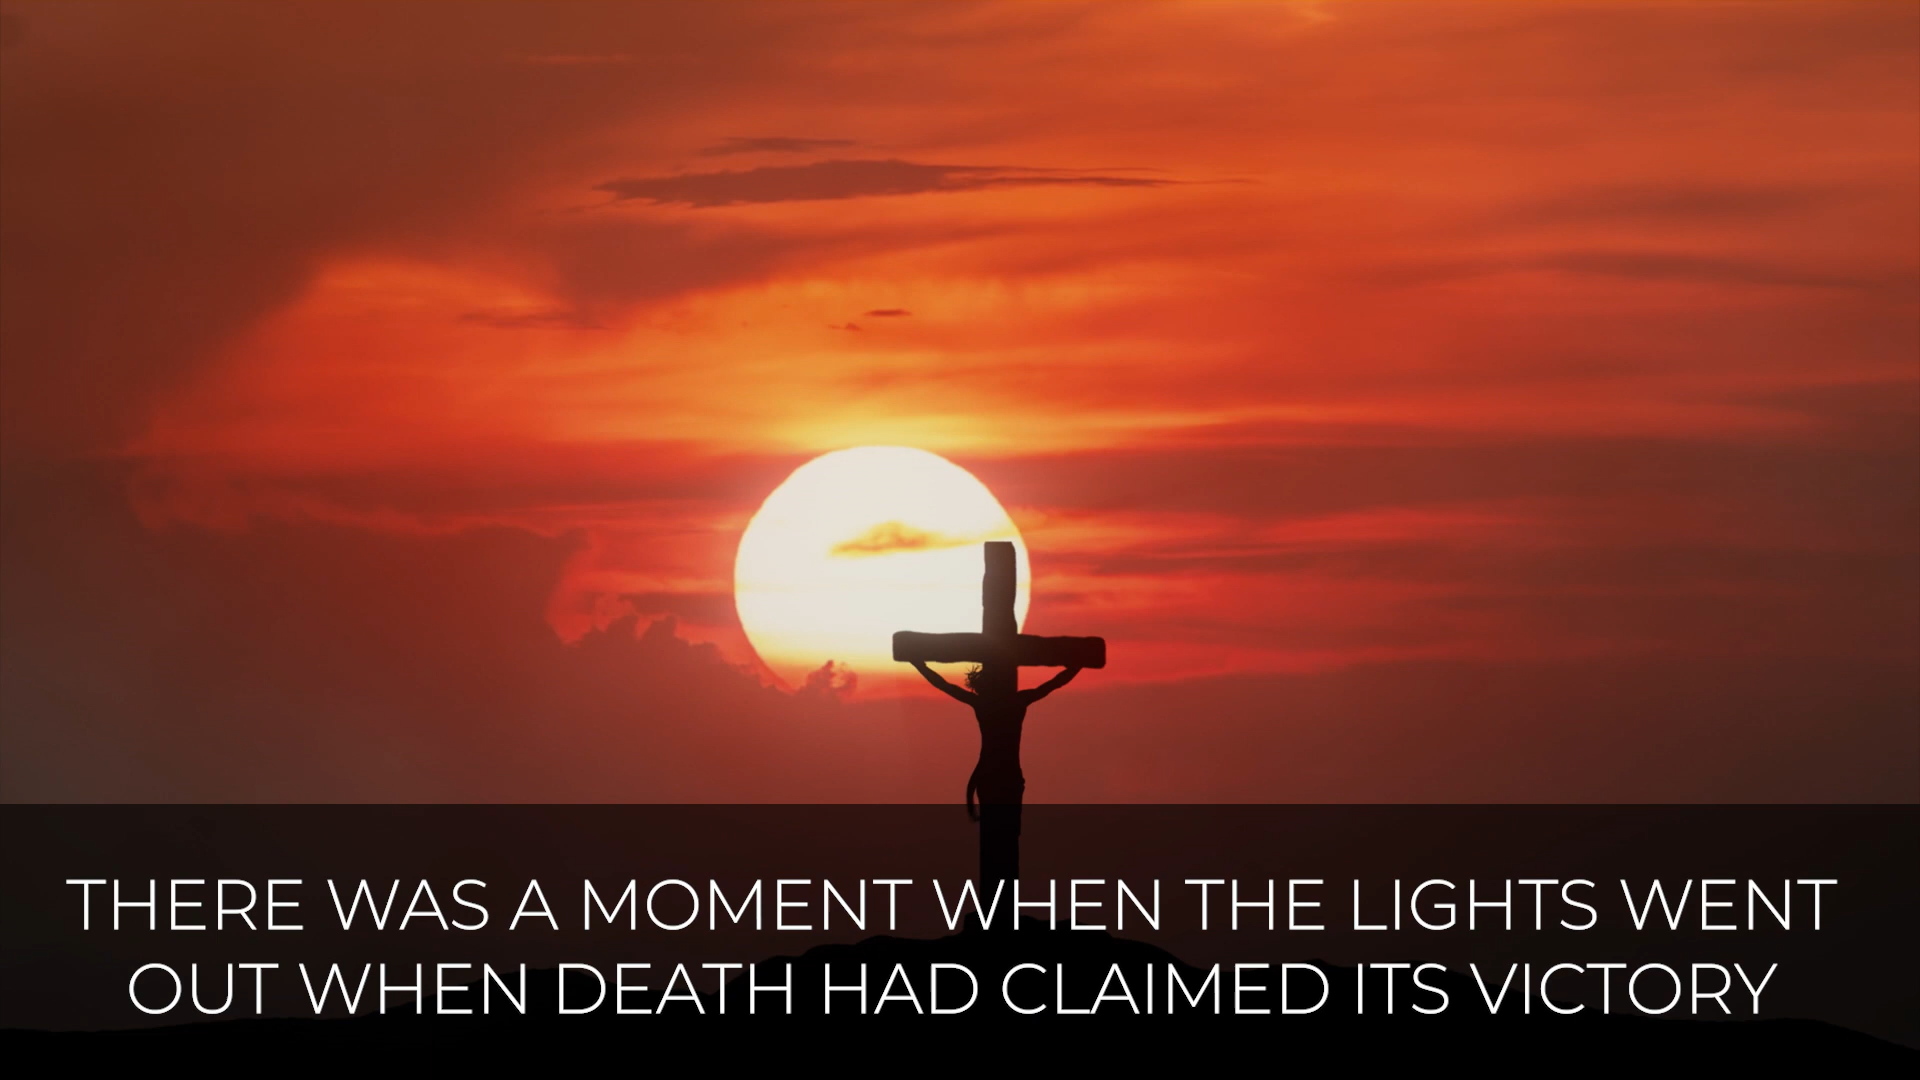 THERE WAS A MOMENT WHEN THE LIGHTS WENT
OUT WHEN DEATH HAD CLAIMED ITS VICTORY